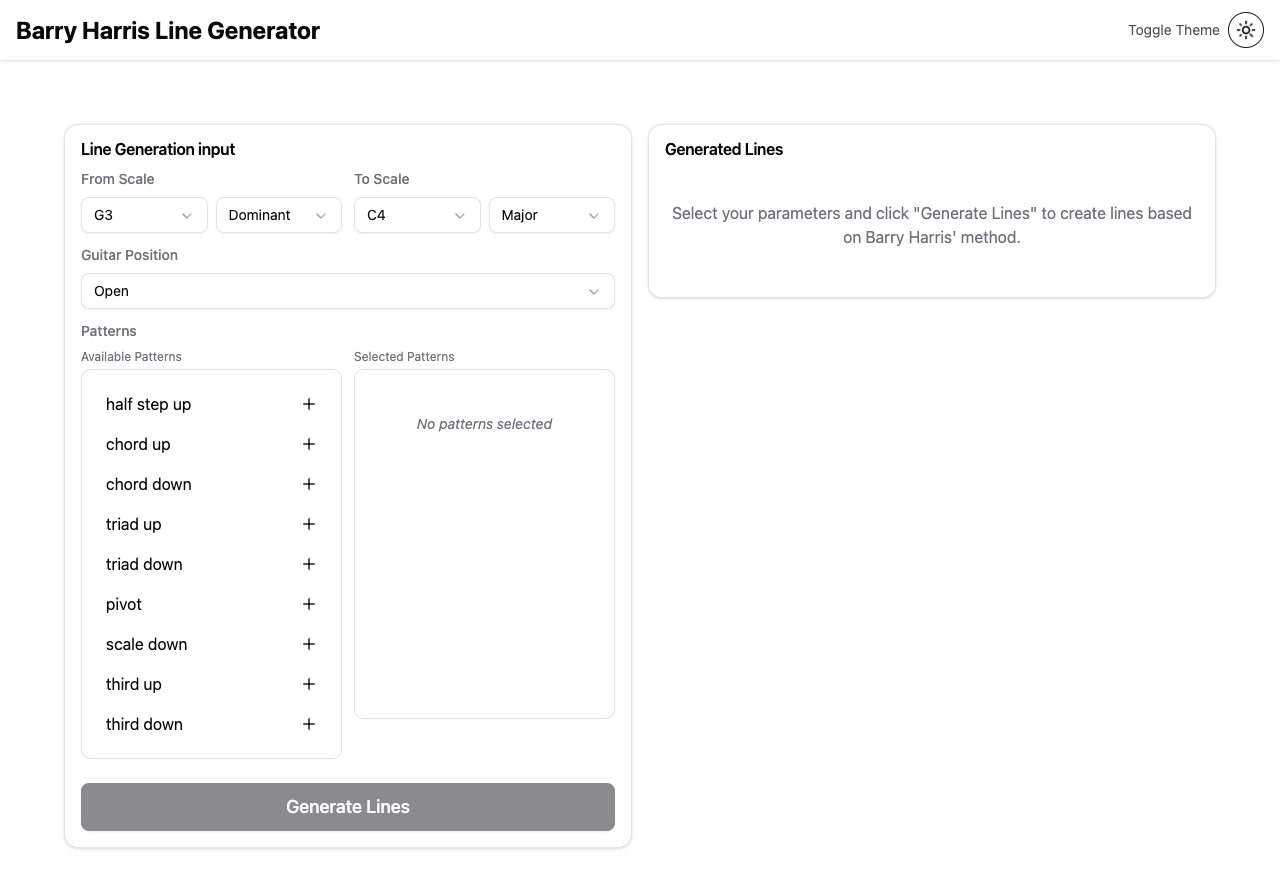 Barry Harris Line Generator
Toggle Theme
Line Generation input
From Scale
To Scale
G3
Dominant
C4
Major
Guitar Position
Open
Patterns
Available Patterns
Selected Patterns
half step up
chord up
chord down
triad up
triad down
pivot
scale down
third up
third down
No patterns selected
Generate Lines
Generated Lines
Select your parameters and click "Generate Lines" to create lines based
on Barry Harris' method.